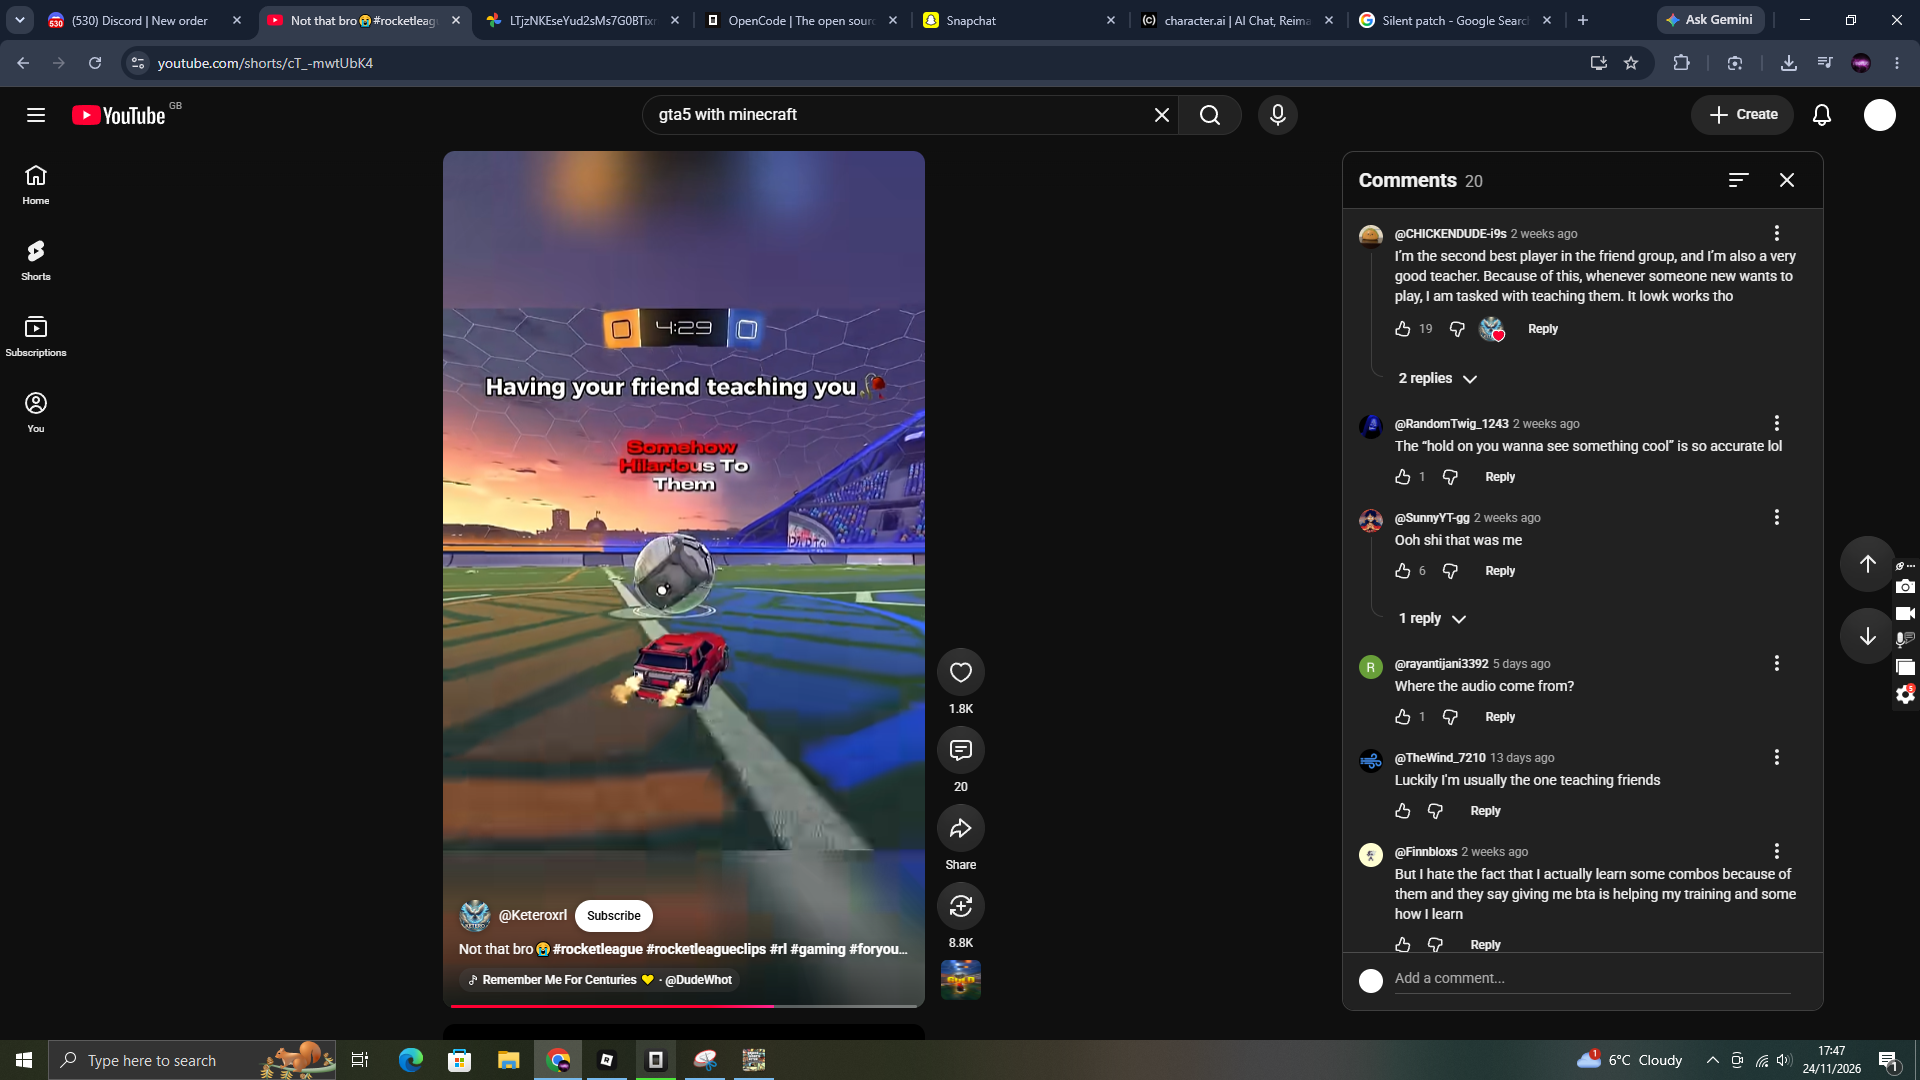 (530) Discord | New order
Not that bro😭#rocketleag
LTjzNKEseYud2sMs7G0BTixr
OpenCode | The open sour
Snapchat
character.ai | AI Chat, Reima
Silent patch - Google Search
Ask Gemini
youtube.com/shorts/cT_-mwtUbK4
YouTube GB
gta5 with minecraft
Create
Home
Shorts
Subscriptions
You
4:29
Having your friend teaching you🥀
Somehow
Hilarious To
Them
@Keteroxrl
Subscribe
Not that bro😭#rocketleague #rocketleagueclips #rl #gaming #foryou...
Remember Me For Centuries 💛 · @DudeWhot
1.8K
20
Share
8.8K
Comments 20
@CHICKENDUDE-i9s 2 weeks ago
I'm the second best player in the friend group, and I'm also a very
good teacher. Because of this, whenever someone new wants to
play, I am tasked with teaching them. It lowk works tho
19 Reply
2 replies
@RandomTwig_1243 2 weeks ago
The “hold on you wanna see something cool” is so accurate lol
1 Reply
@SunnyYT-gg 2 weeks ago
Ooh shi that was me
6 Reply
1 reply
R
@rayantijani3392 5 days ago
Where the audio come from?
1 Reply
@TheWind_7210 13 days ago
Luckily I'm usually the one teaching friends
Reply
@Finnbloxs 2 weeks ago
But I hate the fact that I actually learn some combos because of
them and they say giving me bta is helping my training and some
how I learn
Reply
Add a comment...
Type here to search
6°C Cloudy
17:47
24/11/2026